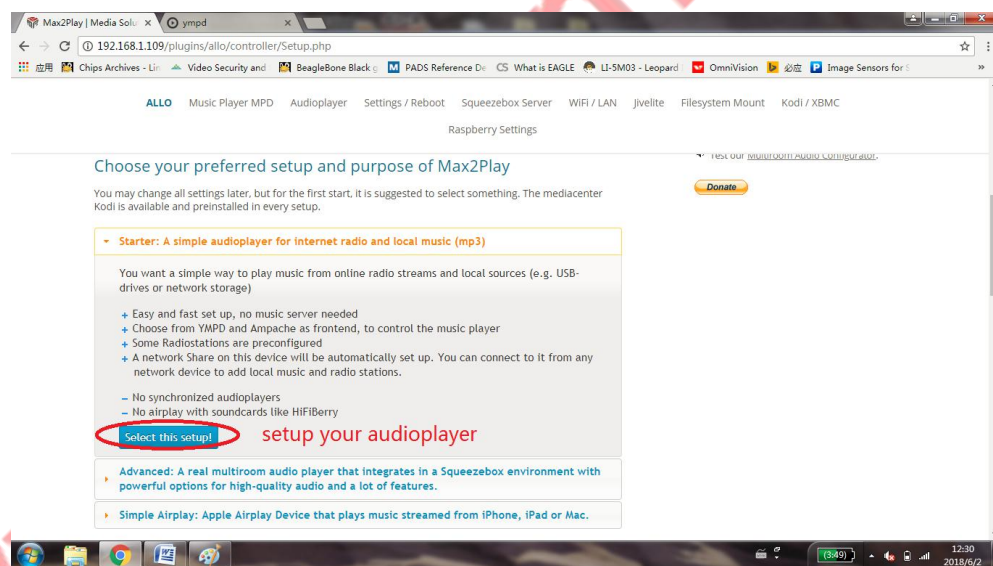 Max2Play | Media Solu
ympd
192.168.1.109/plugins/allo/controller/Setup.php
应用
Chips Archives - Lin
Video Security and
BeagleBone Black g
PADS Reference De
CS What is EAGLE
LI-5M03 - Leopard
OmniVision
必应
Image Sensors for S
»
ALLO Music Player MPD Audioplayer Settings / Reboot Squeezebox Server WiFi / LAN Jivelite Filesystem Mount Kodi / XBMC
Raspberry Settings
Test our Multiroom Audio Configurator.
Donate
Choose your preferred setup and purpose of Max2Play
You may change all settings later, but for the first start, it is suggested to select something. The mediacenter
Kodi is available and preinstalled in every setup.
Starter: A simple audioplayer for internet radio and local music (mp3)
You want a simple way to play music from online radio streams and local sources (e.g. USB-
drives or network storage)
+ Easy and fast set up, no music server needed
+ Choose from YMPD and Ampache as frontend, to control the music player
+ Some Radiostations are preconfigured
+ A network Share on this device will be automatically set up. You can connect to it from any
network device to add local music and radio stations.
– No synchronized audioplayers
– No airplay with soundcards like HiFiBerry
Select this setup!
setup your audioplayer
Advanced: A real multiroom audio player that integrates in a Squeezebox environment with
powerful options for high-quality audio and a lot of features.
Simple Airplay: Apple Airplay Device that plays music streamed from iPhone, iPad or Mac.
(3:49)
12:30
2018/6/2